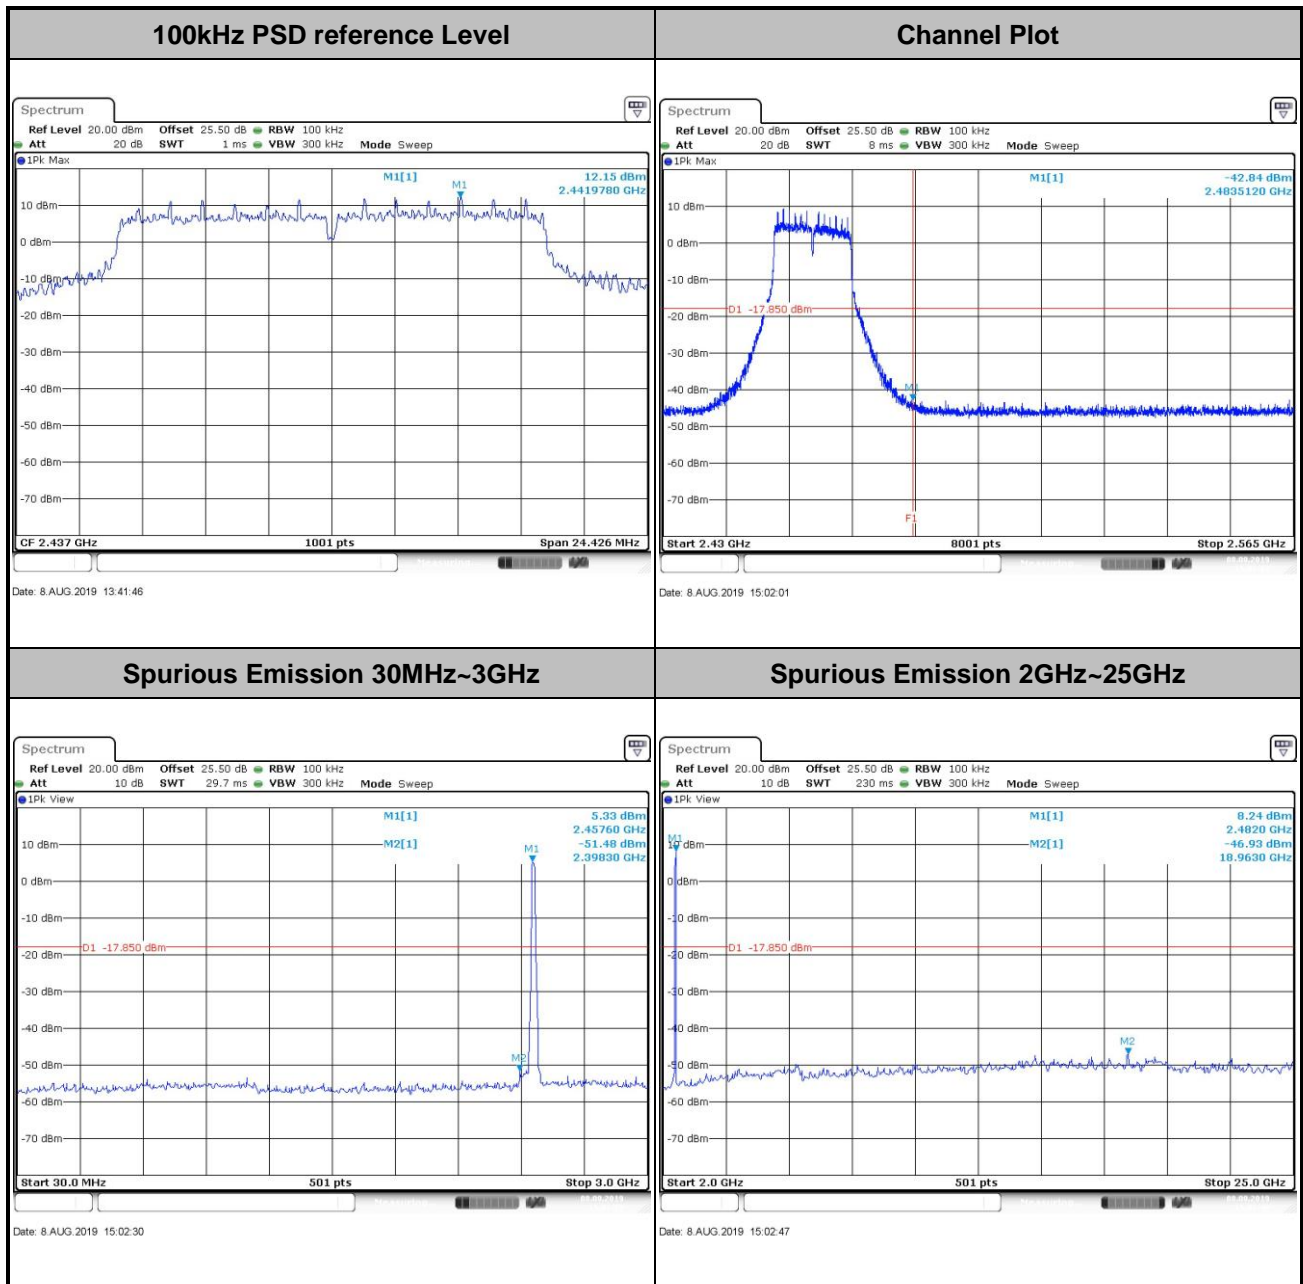 100kHz PSD reference Level
Spectrum
Ref Level 20.00 dBm Offset 25.50 dB RBW 100 kHz
Att 20 dB SWT 1 ms VBW 300 kHz Mode Sweep
1Pk Max
M1[1] 12.15 dBm
2.4419780 GHz
M1
10 dBm
0 dBm
-10 dBm
-20 dBm
-30 dBm
-40 dBm
-50 dBm
-60 dBm
-70 dBm
CF 2.437 GHz 1001 pts Span 24.426 MHz
Date: 8.AUG.2019 13:41:46
Channel Plot
Spectrum
Ref Level 20.00 dBm Offset 25.50 dB RBW 100 kHz
Att 20 dB SWT 8 ms VBW 300 kHz Mode Sweep
1Pk Max
M1[1] -42.84 dBm
2.4835120 GHz
10 dBm
0 dBm
-10 dBm
D1 -17.850 dBm
-20 dBm
-30 dBm
-40 dBm
M1
-50 dBm
-60 dBm
-70 dBm
F1
Start 2.43 GHz 8001 pts Stop 2.565 GHz
Date: 8.AUG.2019 15:02:01
Spurious Emission 30MHz~3GHz
Spectrum
Ref Level 20.00 dBm Offset 25.50 dB RBW 100 kHz
Att 10 dB SWT 29.7 ms VBW 300 kHz Mode Sweep
1Pk View
M1[1] 5.33 dBm
2.45760 GHz
M2[1] -51.48 dBm
2.39830 GHz
10 dBm
M1
0 dBm
-10 dBm
D1 -17.850 dBm
-20 dBm
-30 dBm
-40 dBm
-50 dBm
M2
-60 dBm
-70 dBm
Start 30.0 MHz 501 pts Stop 3.0 GHz
Date: 8.AUG.2019 15:02:30
Spurious Emission 2GHz~25GHz
Spectrum
Ref Level 20.00 dBm Offset 25.50 dB RBW 100 kHz
Att 10 dB SWT 230 ms VBW 300 kHz Mode Sweep
1Pk View
M1[1] 8.24 dBm
2.4820 GHz
M2[1] -46.93 dBm
18.9630 GHz
M1
10 dBm
0 dBm
-10 dBm
D1 -17.850 dBm
-20 dBm
-30 dBm
-40 dBm
M2
-50 dBm
-60 dBm
-70 dBm
Start 2.0 GHz 501 pts Stop 25.0 GHz
Date: 8.AUG.2019 15:02:47